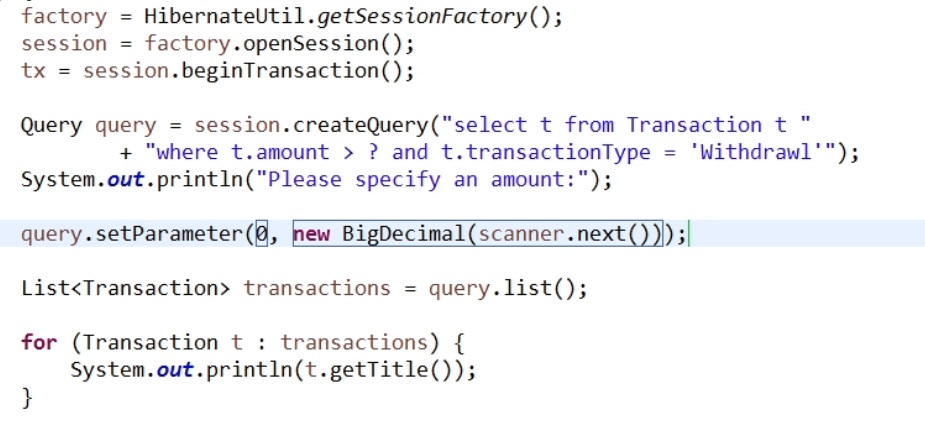 factory = HibernateUtil.getSessionFactory();
session = factory.openSession();
tx = session.beginTransaction();
Query query = session.createQuery("select t from Transaction t "
+ "where t.amount > ? and t.transactionType = 'Withdrawl'");
System.out.println("Please specify an amount:");
query.setParameter(0, new BigDecimal(scanner.next()));
List<Transaction> transactions = query.list();
for (Transaction t : transactions) {
System.out.println(t.getTitle());
}